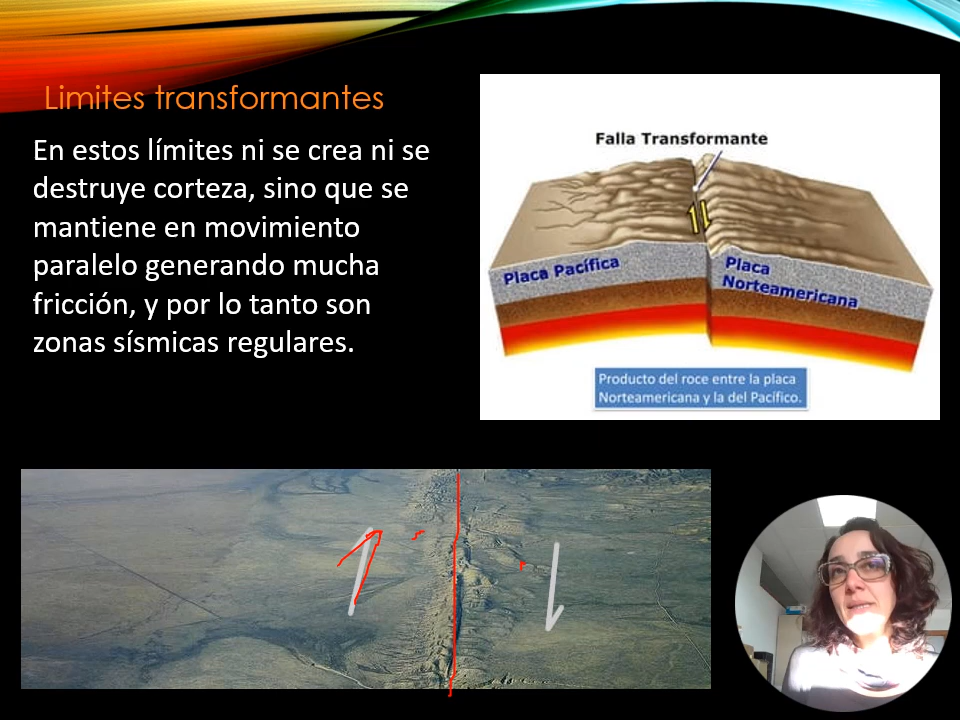 Limites transformantes
En estos límites ni se crea ni se
destruye corteza, sino que se
mantiene en movimiento
paralelo generando mucha
fricción, y por lo tanto son
zonas sísmicas regulares.
Falla Transformante
Placa Pacífica
Placa
Norteamericana
Producto del roce entre la placa
Norteamericana y la del Pacífico.